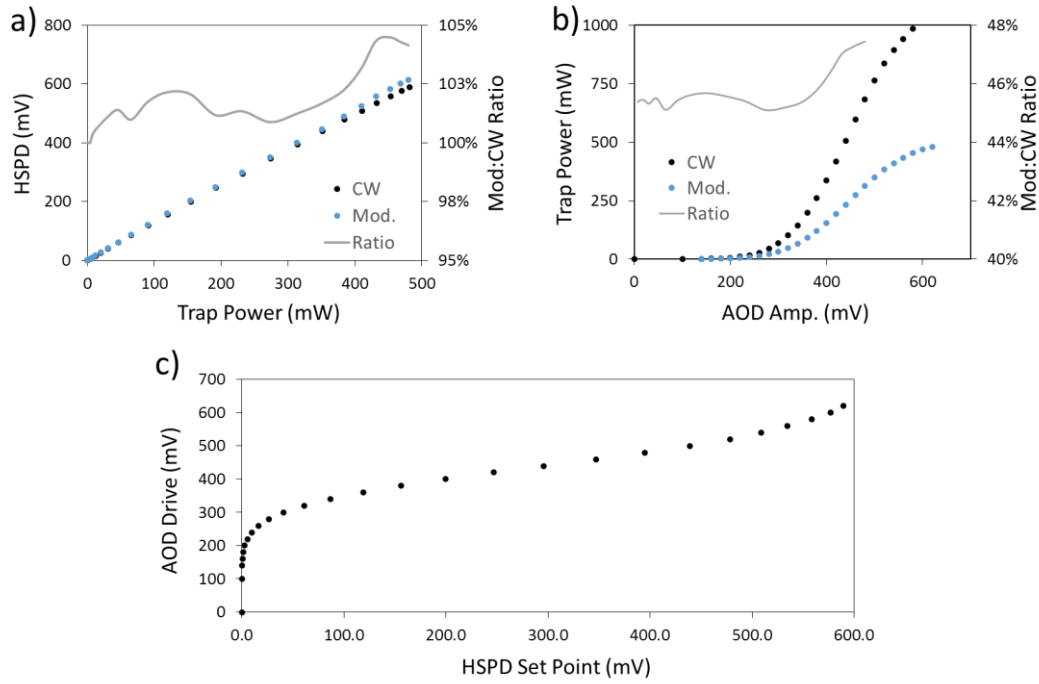 a)
HSPD (mV)
800
600
400
200
0
105%
103%
100%
98%
95%
Mod:CW Ratio
CW
Mod.
Ratio
0 100 200 300 400 500
Trap Power (mW)
b)
Trap Power (mW)
1000
750
500
250
0
48%
46%
44%
42%
40%
Mod:CW Ratio
CW
Mod.
Ratio
0 200 400 600
AOD Amp. (mV)
c)
AOD Drive (mV)
700
600
500
400
300
200
100
0
0.0 100.0 200.0 300.0 400.0 500.0 600.0
HSPD Set Point (mV)